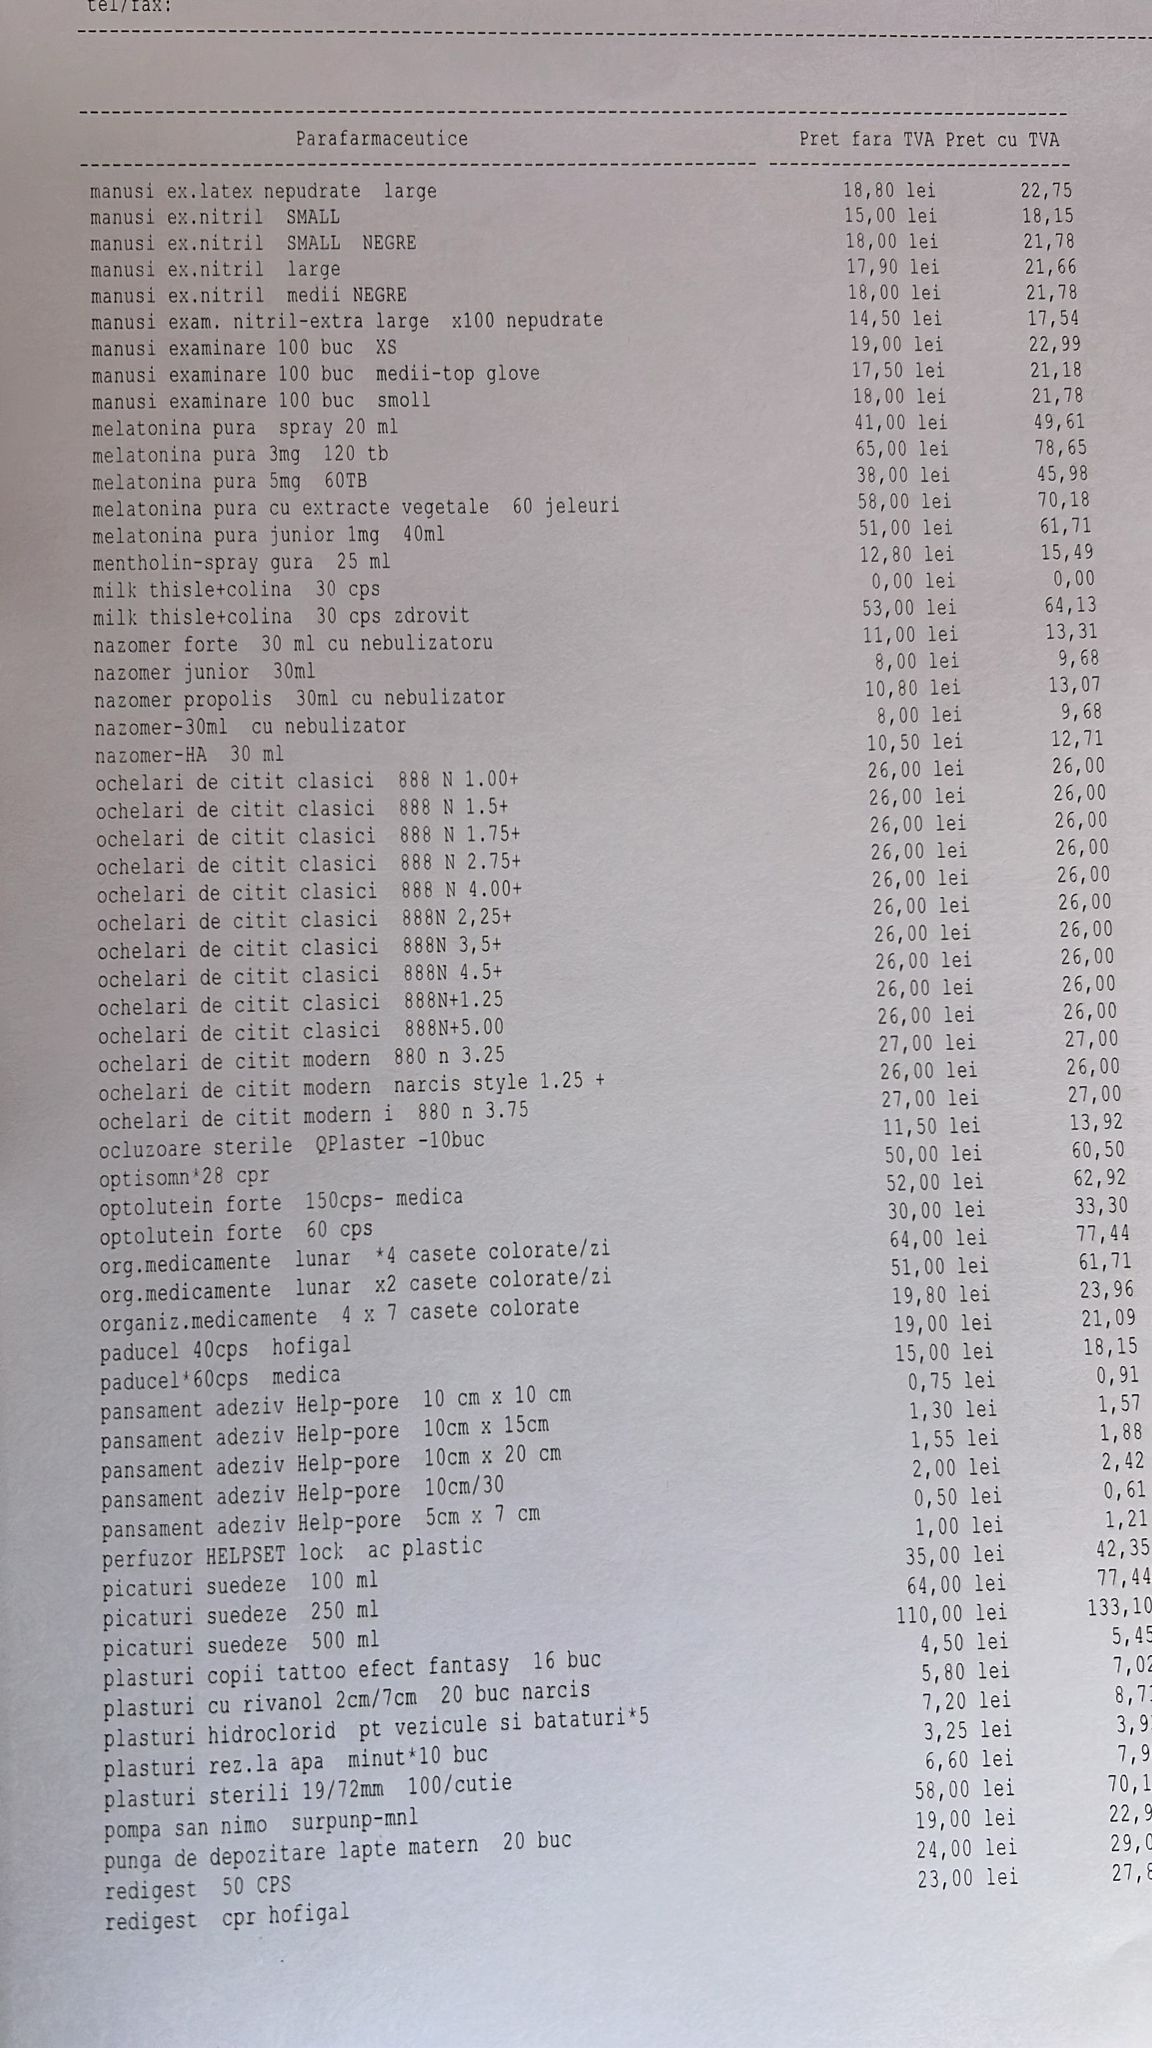 tel/fax:
Parafarmaceutice Pret fara TVA Pret cu TVA
manusi ex.latex nepudrate large 18,80 lei 22,75
manusi ex.nitril SMALL 15,00 lei 18,15
manusi ex.nitril SMALL NEGRE 18,00 lei 21,78
manusi ex.nitril large 17,90 lei 21,66
manusi ex.nitril medii NEGRE 18,00 lei 21,78
manusi exam. nitril-extra large x100 nepudrate 14,50 lei 17,54
manusi examinare 100 buc XS 19,00 lei 22,99
manusi examinare 100 buc medii-top glove 17,50 lei 21,18
manusi examinare 100 buc smoll 18,00 lei 21,78
melatonina pura spray 20 ml 41,00 lei 49,61
melatonina pura 3mg 120 tb 65,00 lei 78,65
melatonina pura 5mg 60TB 38,00 lei 45,98
melatonina pura cu extracte vegetale 60 jeleuri 58,00 lei 70,18
melatonina pura junior 1mg 40ml 51,00 lei 61,71
mentholin-spray gura 25 ml 12,80 lei 15,49
milk thisle+colina 30 cps 0,00 lei 0,00
milk thisle+colina 30 cps zdrovit 53,00 lei 64,13
nazomer forte 30 ml cu nebulizatoru 11,00 lei 13,31
nazomer junior 30ml 8,00 lei 9,68
nazomer propolis 30ml cu nebulizator 10,80 lei 13,07
nazomer-30ml cu nebulizator 8,00 lei 9,68
nazomer-HA 30 ml 10,50 lei 12,71
ochelari de citit clasici 888 N 1.00+ 26,00 lei 26,00
ochelari de citit clasici 888 N 1.5+ 26,00 lei 26,00
ochelari de citit clasici 888 N 1.75+ 26,00 lei 26,00
ochelari de citit clasici 888 N 2.75+ 26,00 lei 26,00
ochelari de citit clasici 888 N 4.00+ 26,00 lei 26,00
ochelari de citit clasici 888N 2,25+ 26,00 lei 26,00
ochelari de citit clasici 888N 3,5+ 26,00 lei 26,00
ochelari de citit clasici 888N 4.5+ 26,00 lei 26,00
ochelari de citit clasici 888N+1.25 26,00 lei 26,00
ochelari de citit clasici 888N+5.00 26,00 lei 26,00
ochelari de citit modern 880 n 3.25 27,00 lei 27,00
ochelari de citit modern narcis style 1.25 + 26,00 lei 26,00
ochelari de citit modern i 880 n 3.75 27,00 lei 27,00
ocluzoare sterile QPlaster -10buc 11,50 lei 13,92
optisomn*28 cpr 50,00 lei 60,50
optolutein forte 150cps- medica 52,00 lei 62,92
optolutein forte 60 cps 30,00 lei 33,30
org.medicamente lunar *4 casete colorate/zi 64,00 lei 77,44
org.medicamente lunar x2 casete colorate/zi 51,00 lei 61,71
organiz.medicamente 4 x 7 casete colorate 19,80 lei 23,96
paducel 40cps hofigal 19,00 lei 21,09
paducel*60cps medica 15,00 lei 18,15
pansament adeziv Help-pore 10 cm x 10 cm 0,75 lei 0,91
pansament adeziv Help-pore 10cm x 15cm 1,30 lei 1,57
pansament adeziv Help-pore 10cm x 20 cm 1,55 lei 1,88
pansament adeziv Help-pore 10cm/30 2,00 lei 2,42
pansament adeziv Help-pore 5cm x 7 cm 0,50 lei 0,61
perfuzor HELPSET lock ac plastic 1,00 lei 1,21
picaturi suedeze 100 ml 35,00 lei 42,35
picaturi suedeze 250 ml 64,00 lei 77,44
picaturi suedeze 500 ml 110,00 lei 133,10
plasturi copii tattoo efect fantasy 16 buc 4,50 lei 5,45
plasturi cu rivanol 2cm/7cm 20 buc narcis 5,80 lei 7,02
plasturi hidroclorid pt vezicule si bataturi*5 7,20 lei 8,71
plasturi rez.la apa minut*10 buc 3,25 lei 3,9
plasturi sterili 19/72mm 100/cutie 6,60 lei 7,9
pompa san nimo surpunp-mnl 58,00 lei 70,1
punga de depozitare lapte matern 20 buc 19,00 lei 22,9
redigest 50 CPS 24,00 lei 29,0
redigest cpr hofigal 23,00 lei 27,8